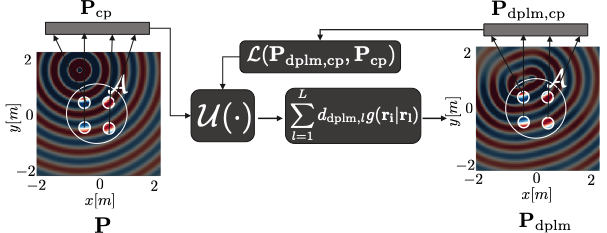 P_cp
P_dplm,cp
2
0
−2
y[m]
−2
0
2
x[m]
P
A
L(P_dplm,cp, P_cp)
U(·)
∑_{l=1}^{L} d_dplm,l g(r_i|r_l)
2
0
−2
y[m]
−2
0
2
x[m]
P_dplm
A